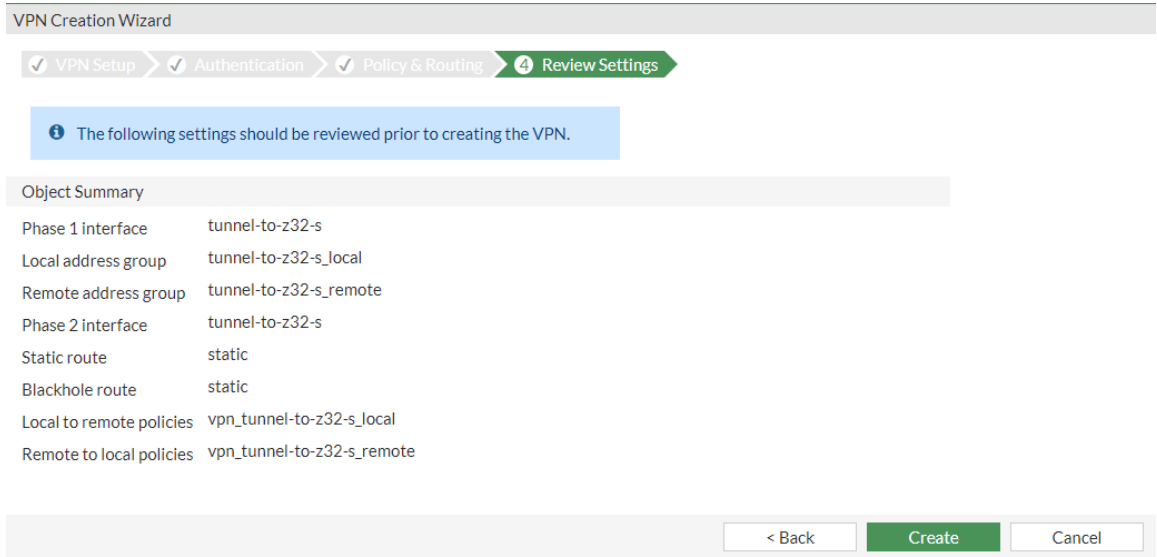 VPN Creation Wizard
VPN Setup Authentication Policy & Routing 4 Review Settings
The following settings should be reviewed prior to creating the VPN.
Object Summary
Phase 1 interface tunnel-to-z32-s
Local address group tunnel-to-z32-s_local
Remote address group tunnel-to-z32-s_remote
Phase 2 interface tunnel-to-z32-s
Static route static
Blackhole route static
Local to remote policies vpn_tunnel-to-z32-s_local
Remote to local policies vpn_tunnel-to-z32-s_remote
< Back Create Cancel